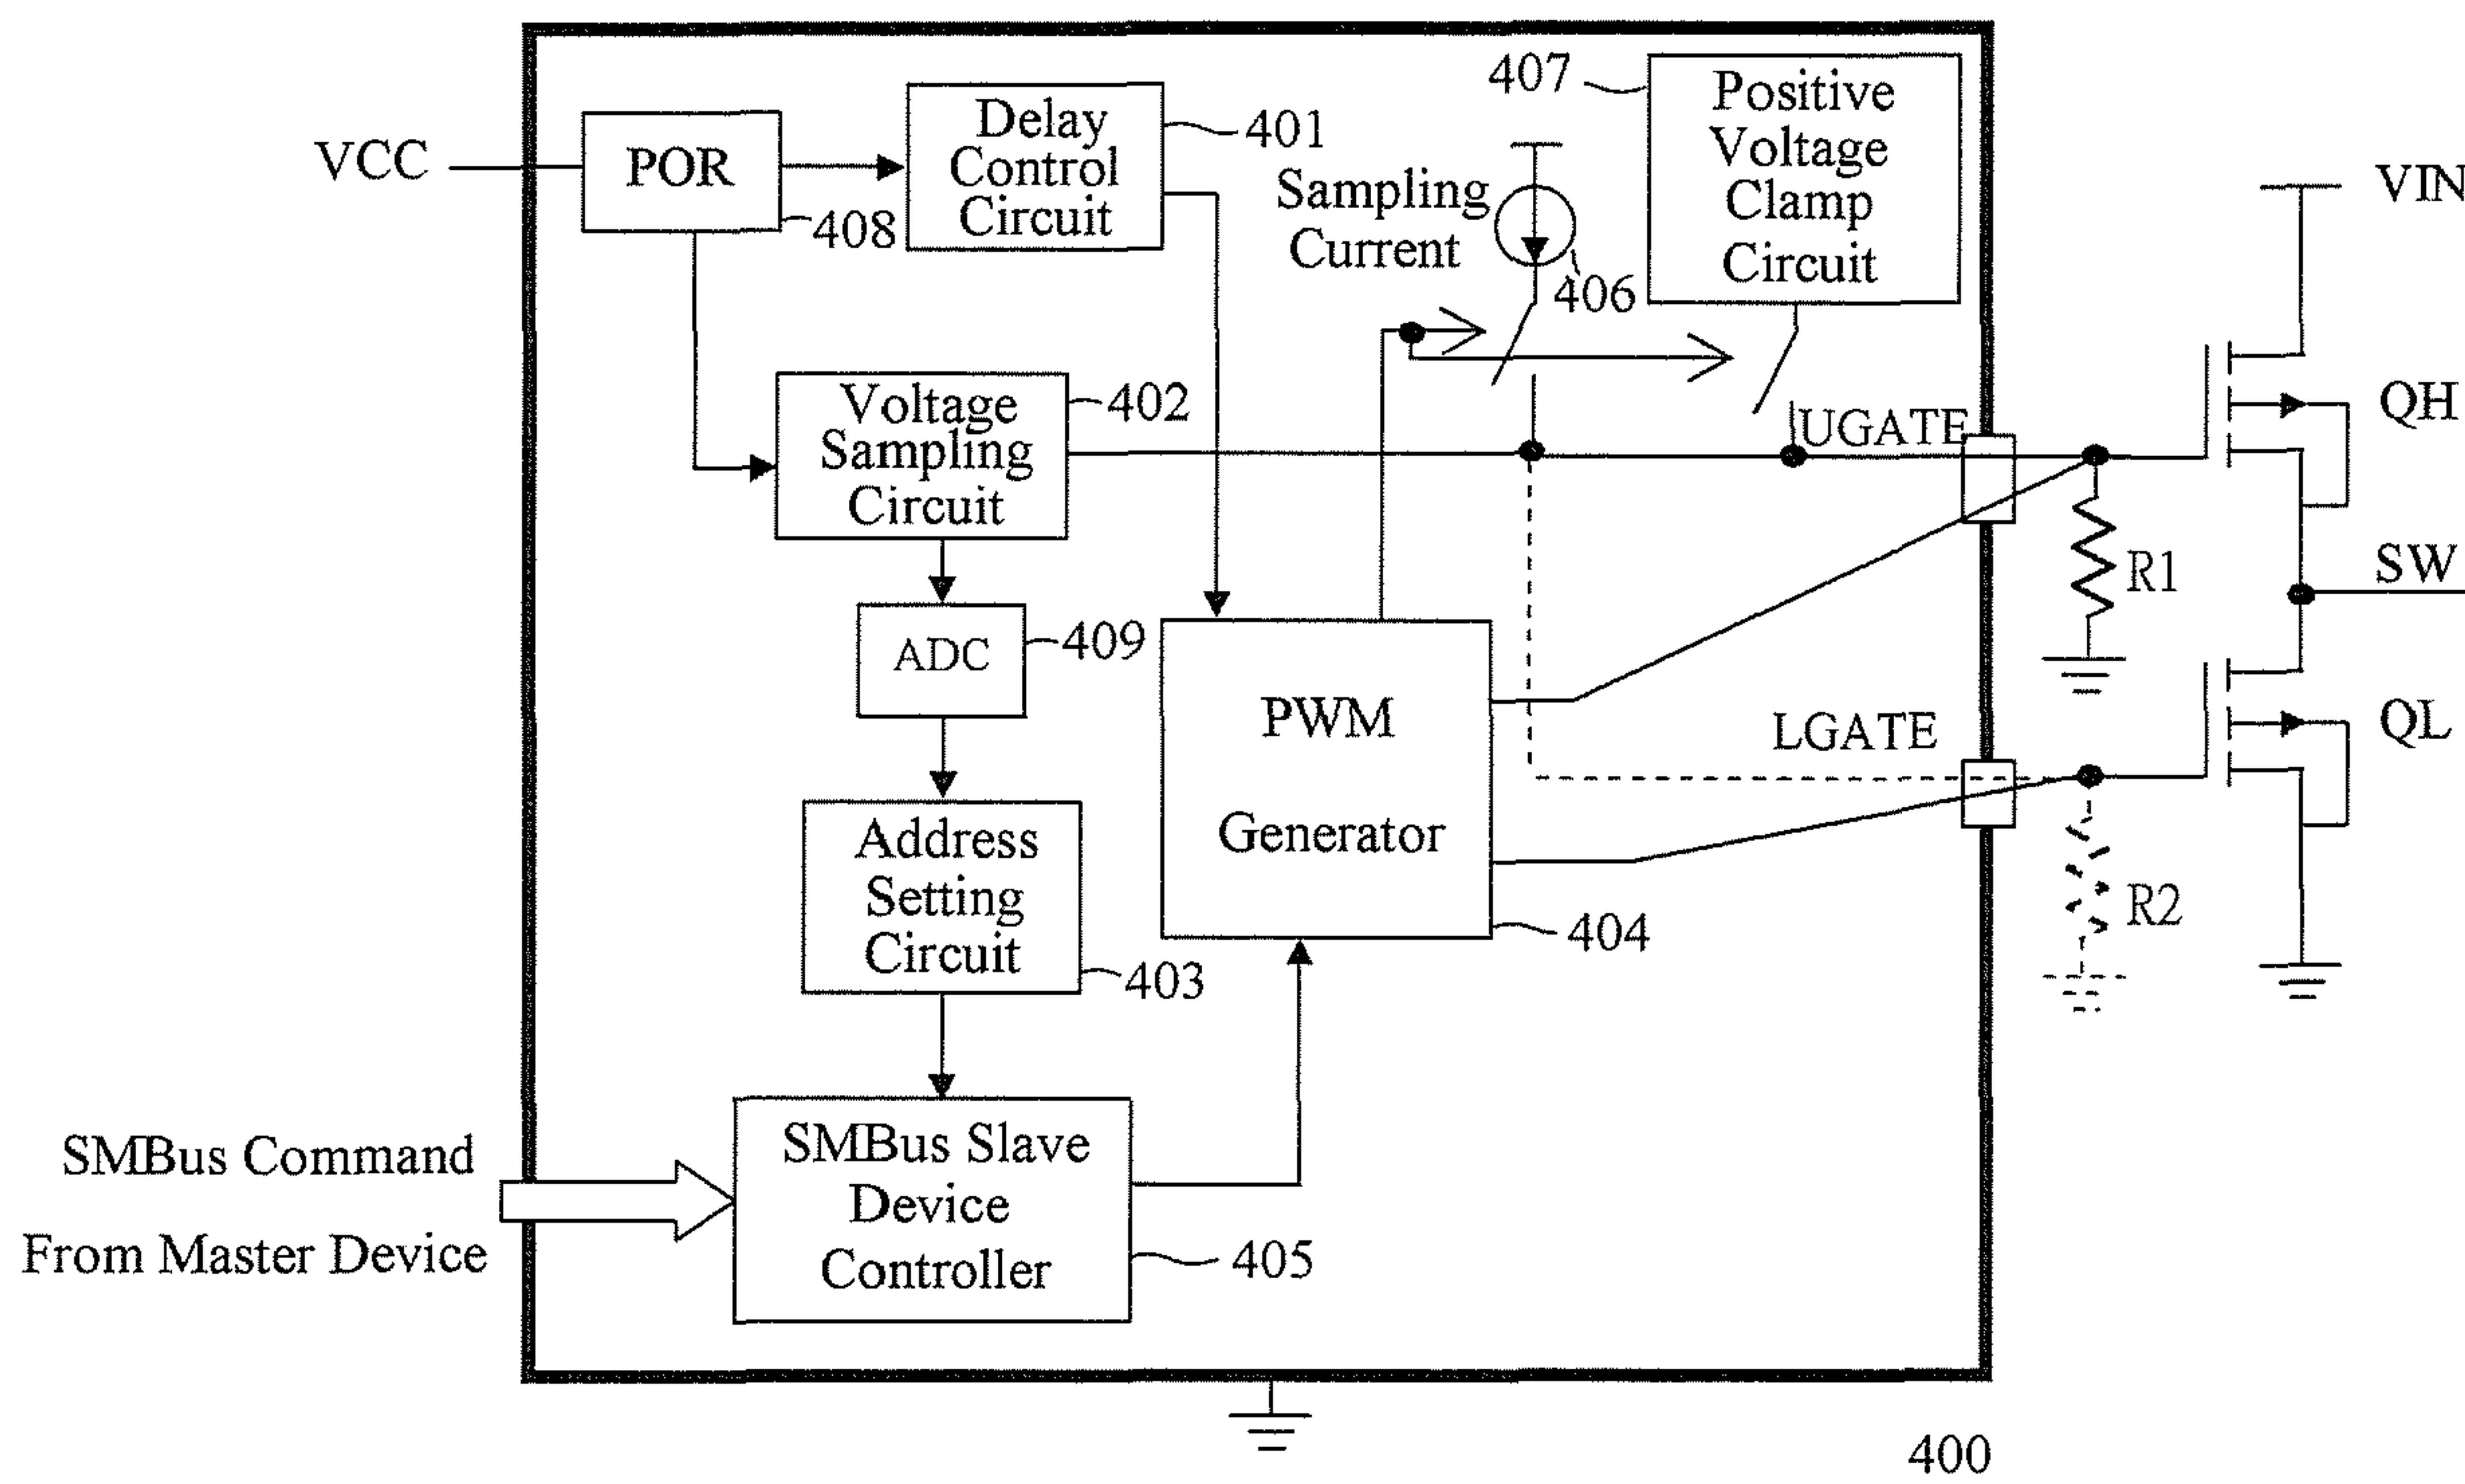 VCC
POR
408
Delay
Control
Circuit
401
Sampling
Current
406
407
Positive
Voltage
Clamp
Circuit
VIN
Voltage
Sampling
Circuit
402
UGATE
QH
R1
SW
ADC
409
PWM
Generator
404
LGATE
QL
R2
Address
Setting
Circuit
403
SMBus Command
From Master Device
SMBus Slave
Device
Controller
405
400